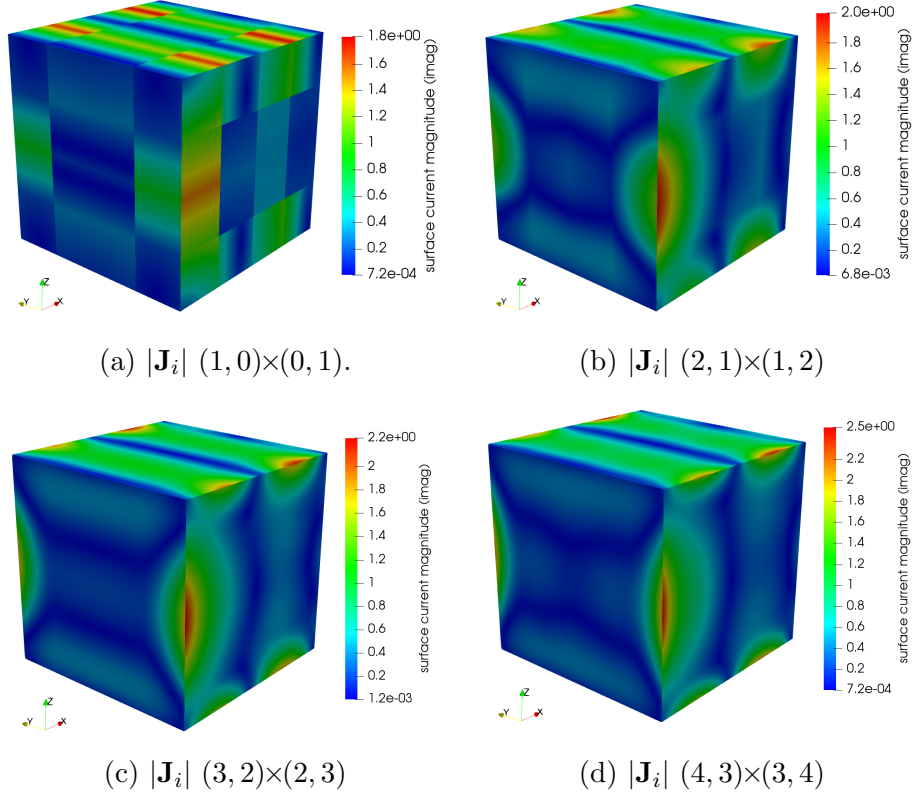 1.8e+00
1.6
1.4
1.2
1
0.8
0.6
0.4
0.2
7.2e-04
surface current magnitude (imag)
Z
Y
X
(a) |J_i| (1, 0)×(0, 1).
2.0e+00
1.8
1.6
1.4
1.2
1
0.8
0.6
0.4
0.2
6.8e-03
surface current magnitude (imag)
Z
Y
X
(b) |J_i| (2, 1)×(1, 2)
2.2e+00
2
1.8
1.6
1.4
1.2
1
0.8
0.6
0.4
0.2
1.2e-03
surface current magnitude (imag)
Z
Y
X
(c) |J_i| (3, 2)×(2, 3)
2.5e+00
2.2
2
1.8
1.6
1.4
1.2
1
0.8
0.6
0.4
0.2
7.2e-04
surface current magnitude (imag)
Z
Y
X
(d) |J_i| (4, 3)×(3, 4)